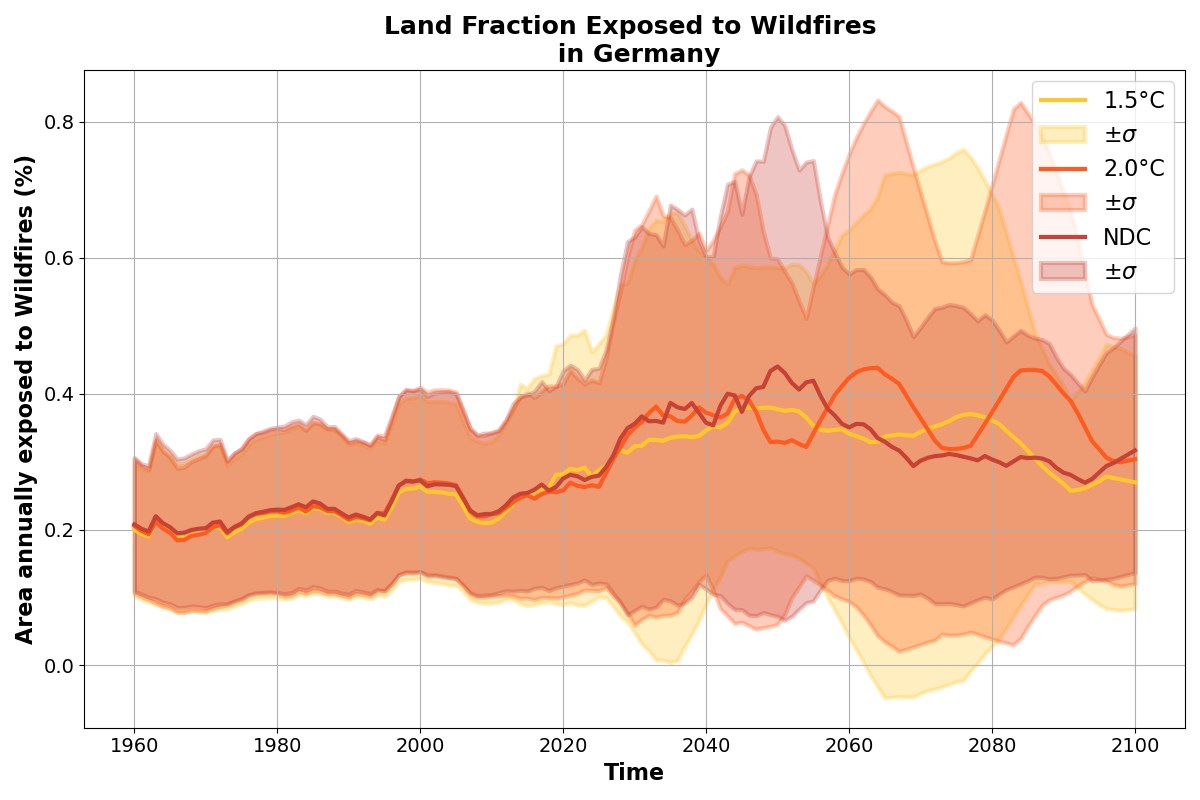 Land Fraction Exposed to Wildfires
in Germany
Area annually exposed to Wildfires (%)
0.8
0.6
0.4
0.2
0.0
1960 1980 2000 2020 2040 2060 2080 2100
Time
1.5°C
±σ
2.0°C
±σ
NDC
±σ